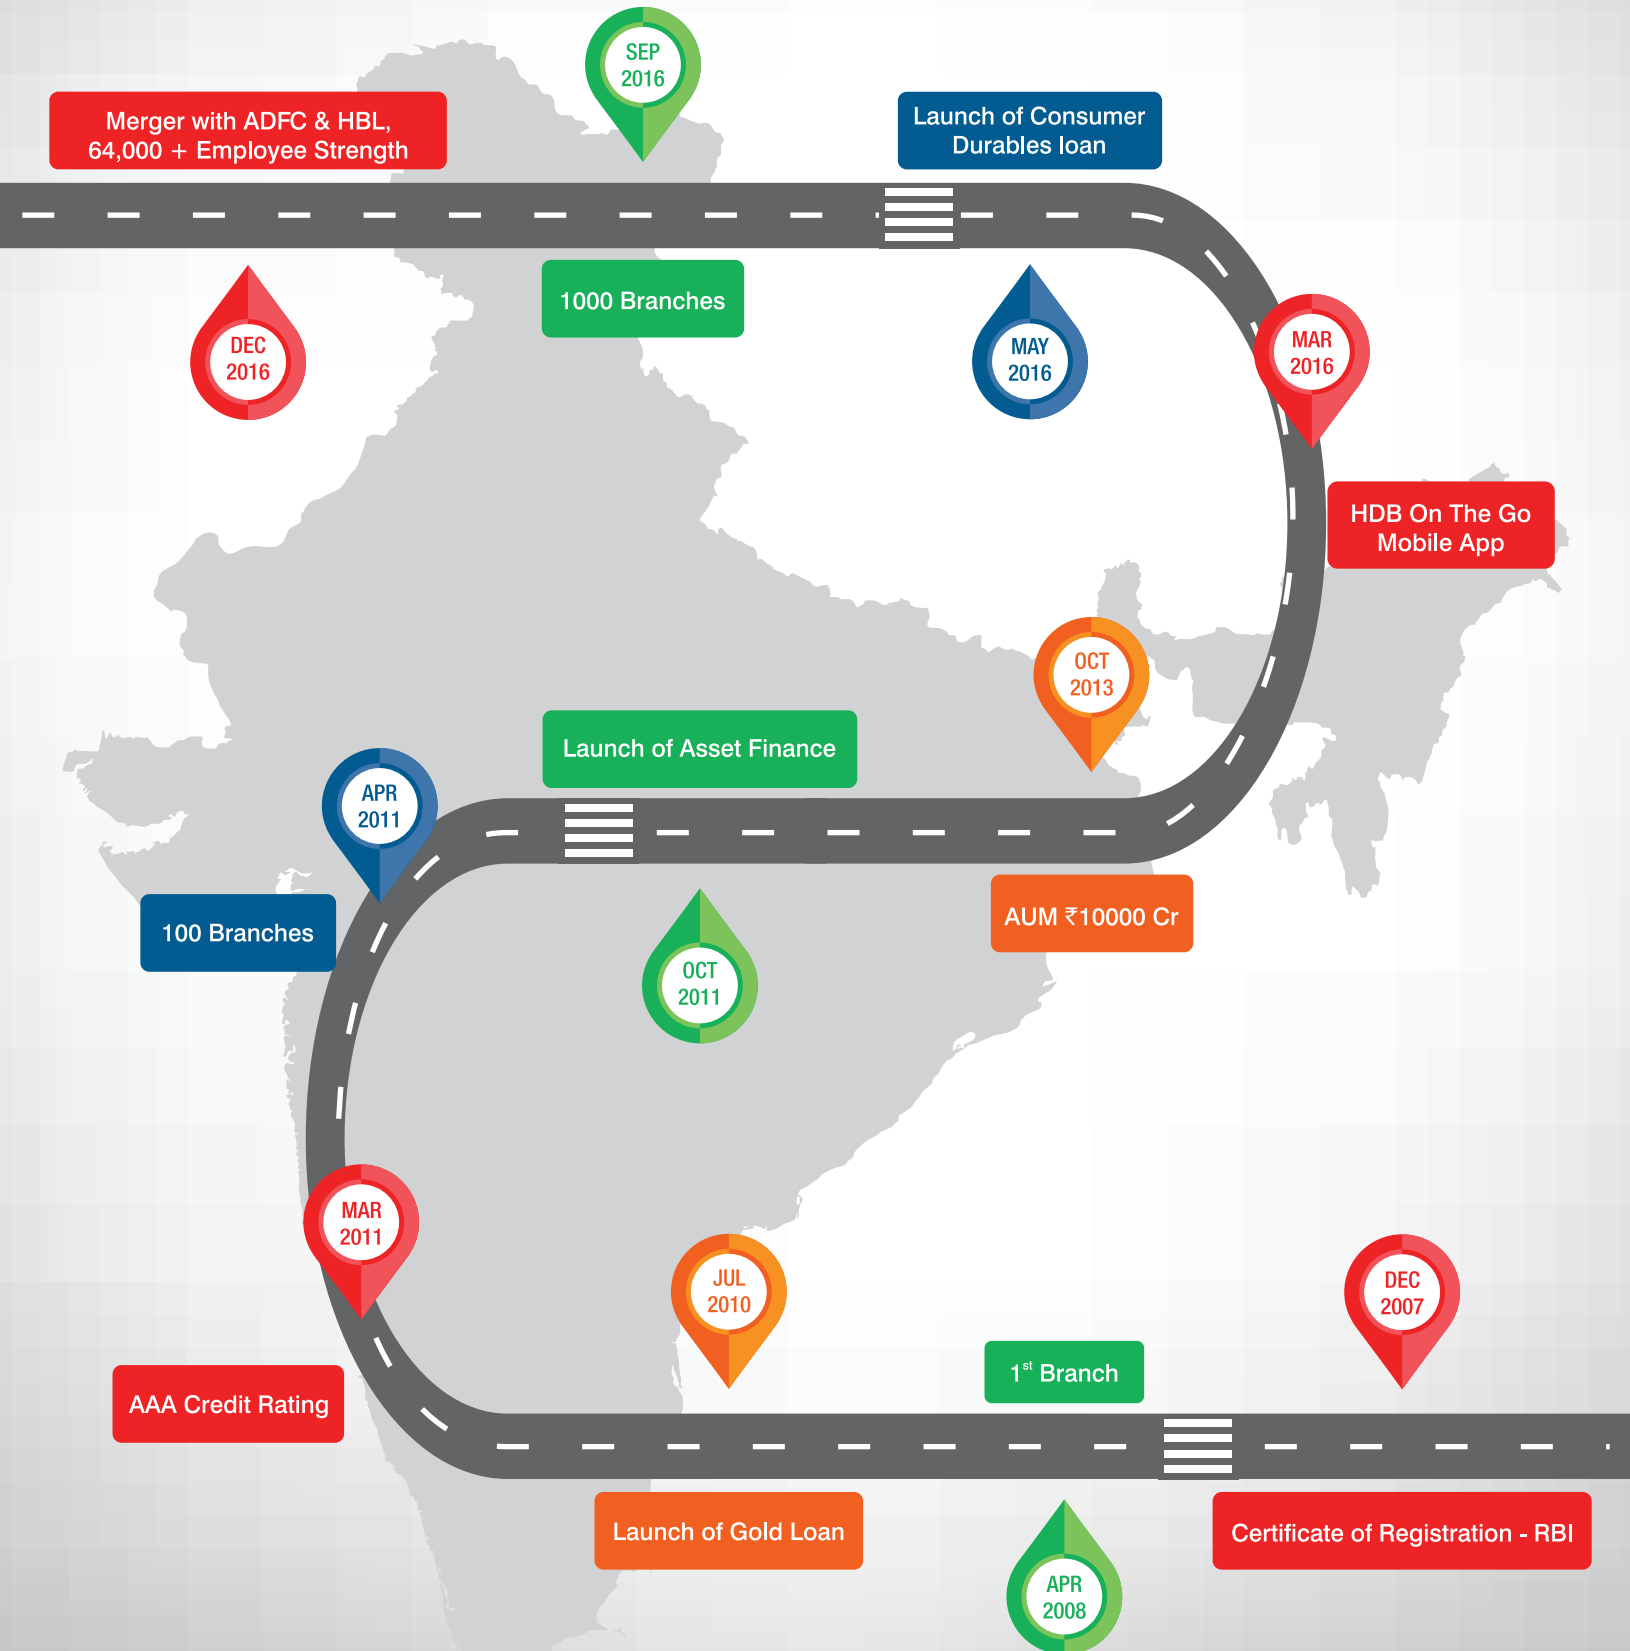 SEP
2016
Merger with ADFC & HBL,
64,000 + Employee Strength
Launch of Consumer
Durables loan
1000 Branches
DEC
2016
MAY
2016
MAR
2016
HDB On The Go
Mobile App
OCT
2013
Launch of Asset Finance
APR
2011
100 Branches
AUM ₹10000 Cr
OCT
2011
MAR
2011
JUL
2010
DEC
2007
1st Branch
AAA Credit Rating
Launch of Gold Loan
Certificate of Registration - RBI
APR
2008